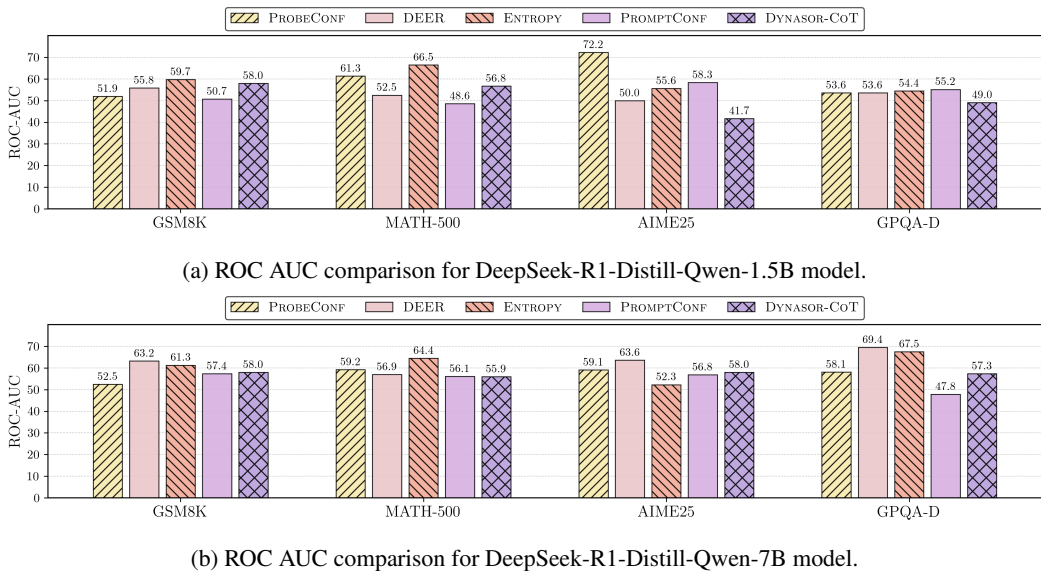 PROBECONF DEER ENTROPY PROMPTCONF DYNASOR-COT
ROC-AUC
70
60
50
40
30
20
10
0
51.9 55.8 59.7 50.7 58.0
61.3 52.5 66.5 48.6 56.8
72.2 50.0 55.6 58.3 41.7
53.6 53.6 54.4 55.2 49.0
GSM8K MATH-500 AIME25 GPQA-D
(a) ROC AUC comparison for DeepSeek-R1-Distill-Qwen-1.5B model.
PROBECONF DEER ENTROPY PROMPTCONF DYNASOR-COT
ROC-AUC
70
60
50
40
30
20
10
0
52.5 63.2 61.3 57.4 58.0
59.2 56.9 64.4 56.1 55.9
59.1 63.6 52.3 56.8 58.0
58.1 69.4 67.5 47.8 57.3
GSM8K MATH-500 AIME25 GPQA-D
(b) ROC AUC comparison for DeepSeek-R1-Distill-Qwen-7B model.